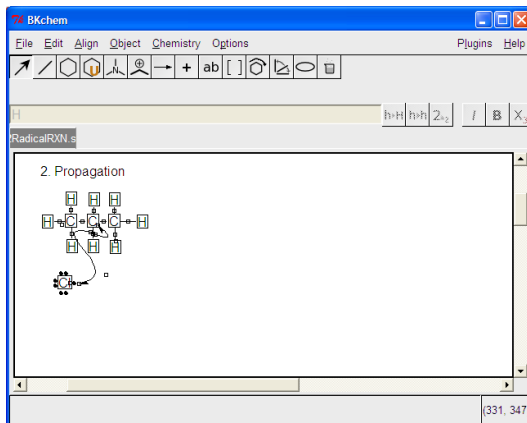 BKchem
File Edit Align Object Chemistry Options Plugins Help
U N ab [ ]
H h»H h»h I B
RadicalRXN.s
2. Propagation
H H H
H C C C H
H H H
C
(331, 347